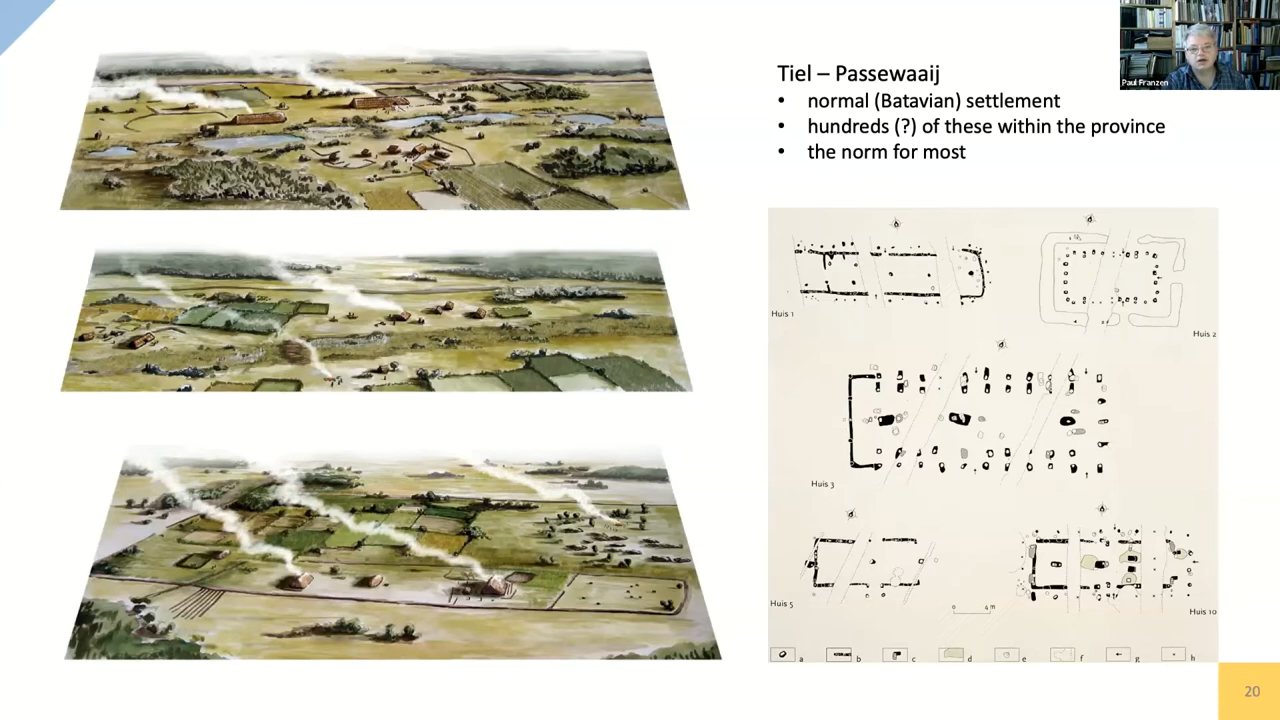 Paul Franzen
Tiel – Passewaaij
• normal (Batavian) settlement
• hundreds (?) of these within the province
• the norm for most
Huis 1
Huis 2
Huis 3
Huis 5
Huis 10
0 4 m
a b c d e f g h
20